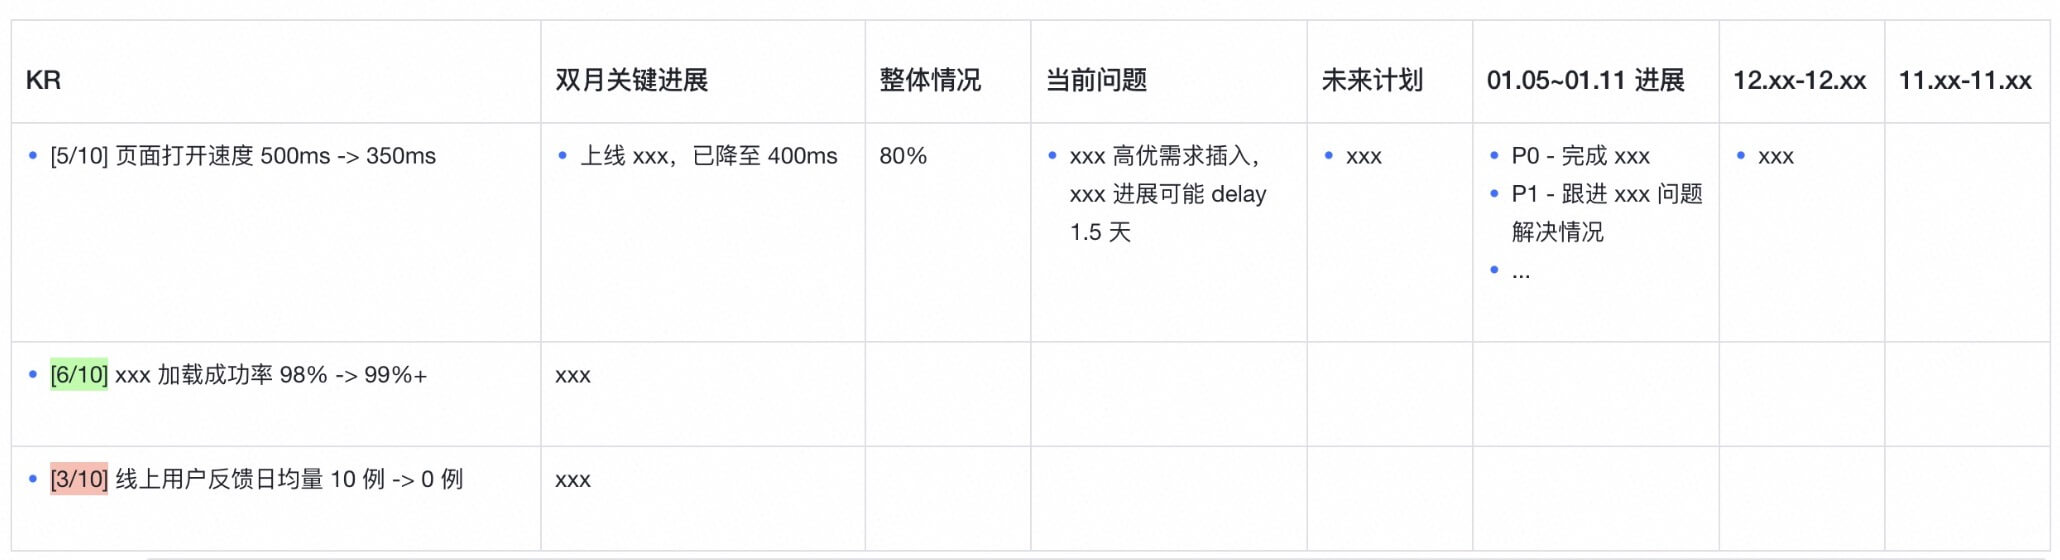 KR
双月关键进展
整体情况
当前问题
未来计划
01.05~01.11 进展
12.xx-12.xx
11.xx-11.xx
[5/10] 页面打开速度 500ms -> 350ms
上线 xxx，已降至 400ms
80%
xxx 高优需求插入，
xxx 进展可能 delay
1.5 天
xxx
P0 - 完成 xxx
P1 - 跟进 xxx 问题
解决情况
...
xxx
[6/10] xxx 加载成功率 98% -> 99%+
xxx
[3/10] 线上用户反馈日均量 10 例 -> 0 例
xxx